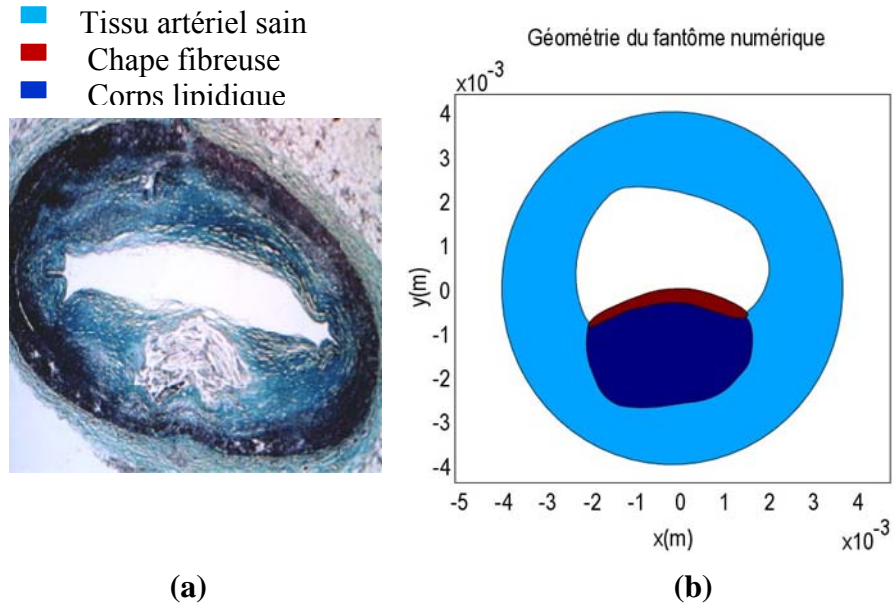 Tissu artériel sain
Chape fibreuse
Corps lipidique
Géométrie du fantôme numérique
x10⁻³
4
3
2
1
0
-1
-2
-3
-4
y(m)
-5 -4 -3 -2 -1 0 1 2 3 4
x(m)
x10⁻³
(a) (b)